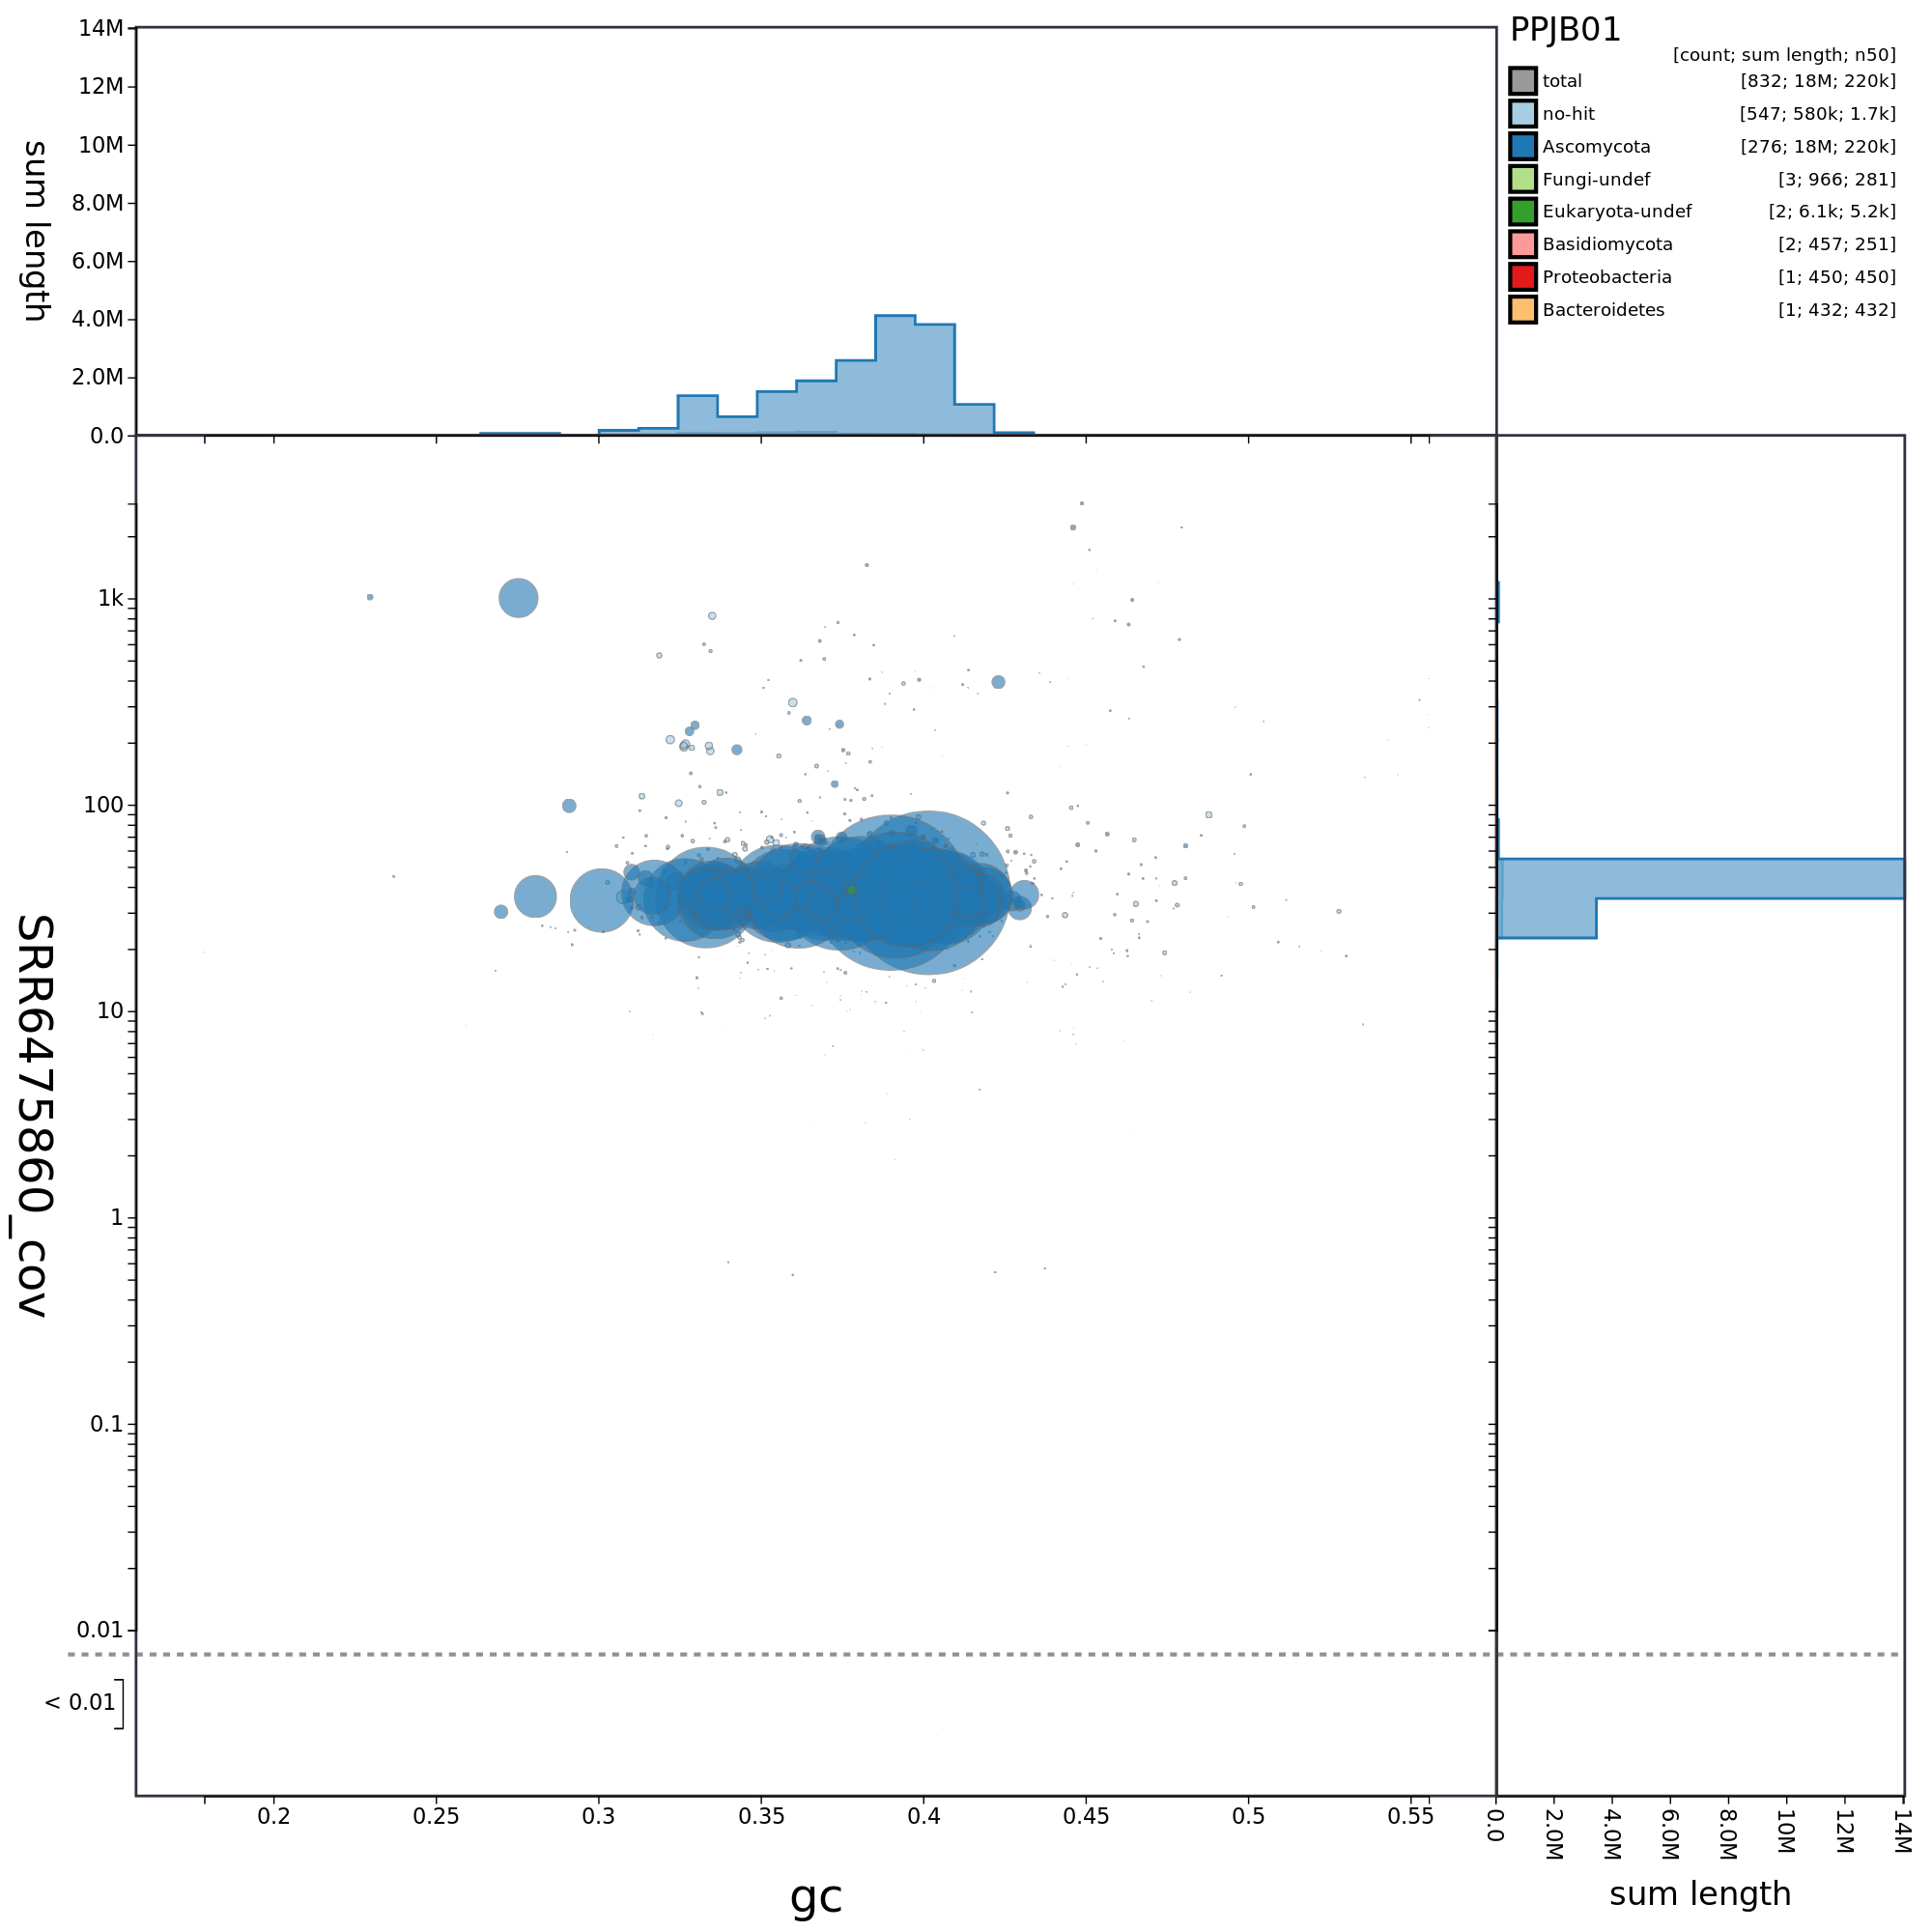 PPJB01
[count; sum length; n50]
total [832; 18M; 220k]
no-hit [547; 580k; 1.7k]
Ascomycota [276; 18M; 220k]
Fungi-undef [3; 966; 281]
Eukaryota-undef [2; 6.1k; 5.2k]
Basidiomycota [2; 457; 251]
Proteobacteria [1; 450; 450]
Bacteroidetes [1; 432; 432]
sum length
14M
12M
10M
8.0M
6.0M
4.0M
2.0M
0.0
SRR6475860_cov
1k
100
10
1
0.1
0.01
< 0.01
0.2 0.25 0.3 0.35 0.4 0.45 0.5 0.55
gc
0.0 2.0M 4.0M 6.0M 8.0M 10M 12M 14M
sum length